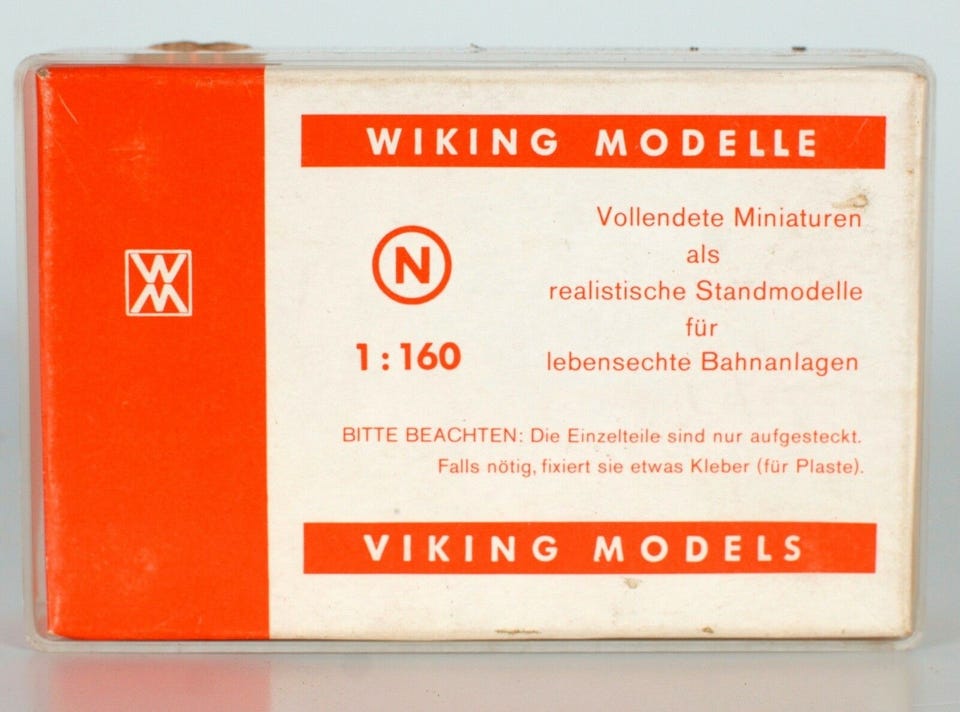 WIKING MODELLE
W
M
N
1 : 160
Vollendete Miniaturen
als
realistische Standmodelle
für
lebensechte Bahnanlagen
BITTE BEACHTEN: Die Einzelteile sind nur aufgesteckt.
Falls nötig, fixiert sie etwas Kleber (für Plaste).
VIKING MODELS